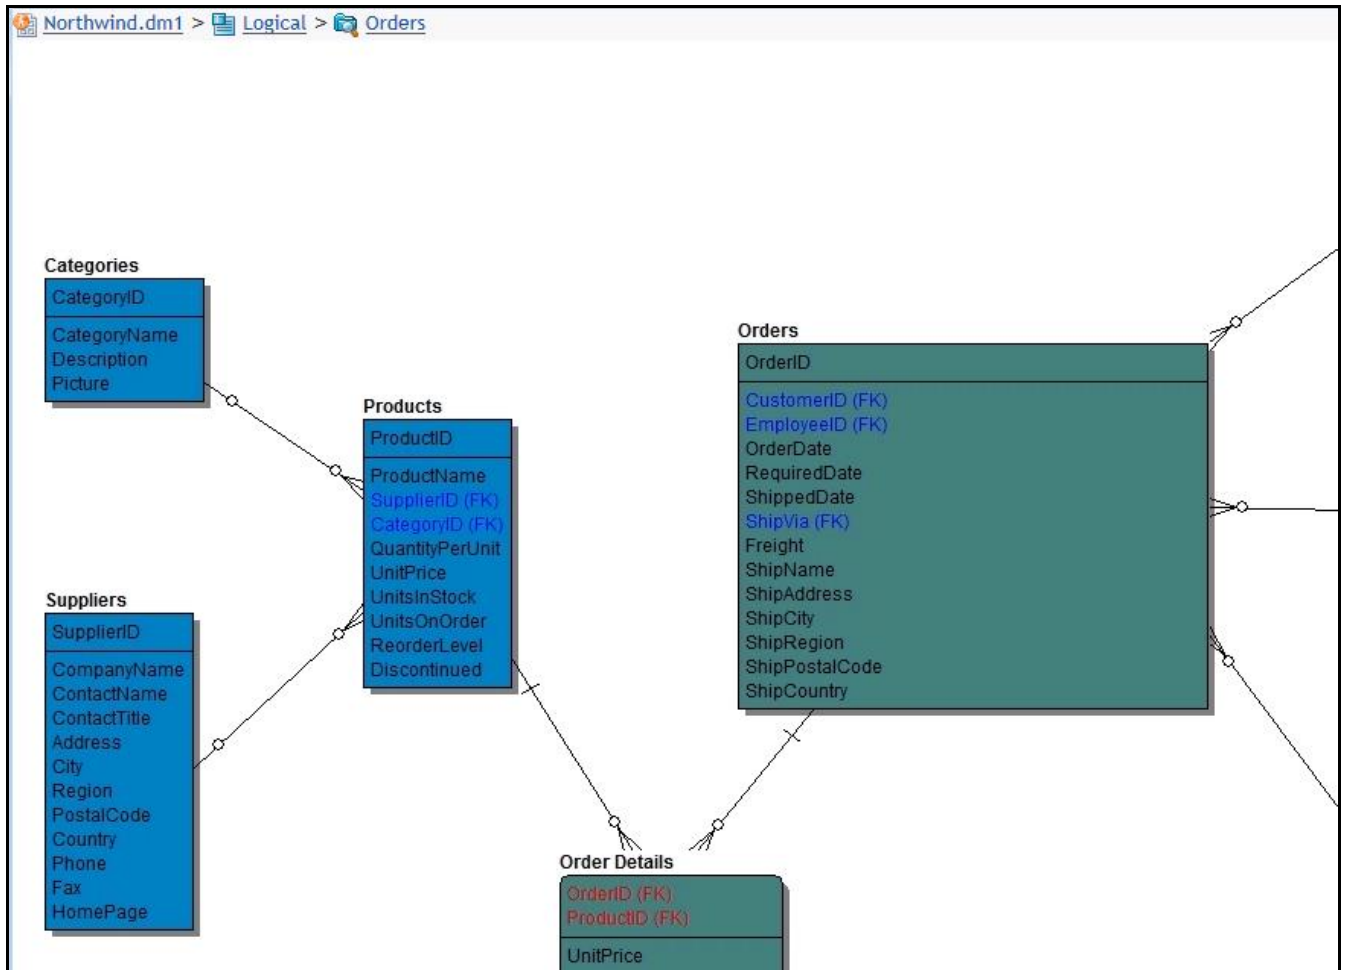 Northwind.dm1 > Logical > Orders
Categories
CategoryID
CategoryName
Description
Picture
Products
ProductID
ProductName
SupplierID (FK)
CategoryID (FK)
QuantityPerUnit
UnitPrice
UnitsInStock
UnitsOnOrder
ReorderLevel
Discontinued
Suppliers
SupplierID
CompanyName
ContactName
ContactTitle
Address
City
Region
PostalCode
Country
Phone
Fax
HomePage
Orders
OrderID
CustomerID (FK)
EmployeeID (FK)
OrderDate
RequiredDate
ShippedDate
ShipVia (FK)
Freight
ShipName
ShipAddress
ShipCity
ShipRegion
ShipPostalCode
ShipCountry
Order Details
OrderID (FK)
ProductID (FK)
UnitPrice